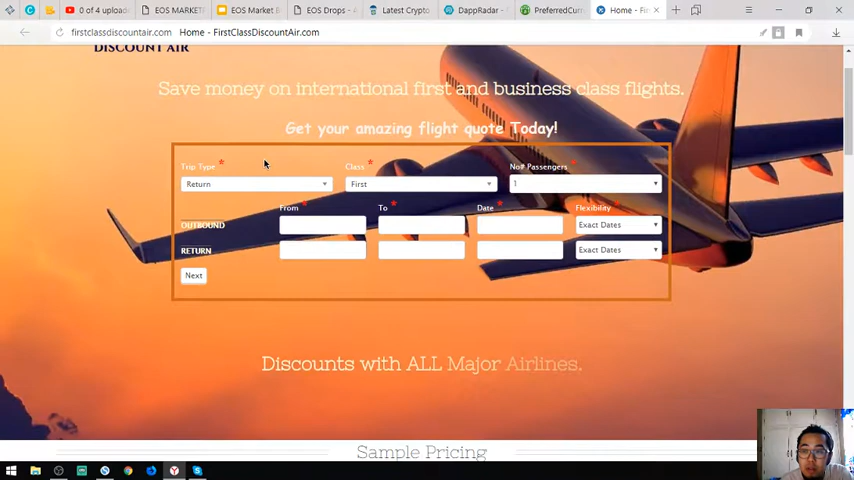 0 of 4 upload
EOS MARKET
EOS Market B
EOS Drops - A
Latest Crypto
DappRadar -
PreferredCurr
Home - First
firstclassdiscountair.com Home - FirstClassDiscountAir.com
DISCOUNT AIR
Save money on international first and business class flights.
Get your amazing flight quote Today!
Trip Type * Class * No# Passengers *
Return First 1
From * To * Date * Flexibility *
OUTBOUND Exact Dates
RETURN Exact Dates
Next
Discounts with ALL Major Airlines.
Sample Pricing